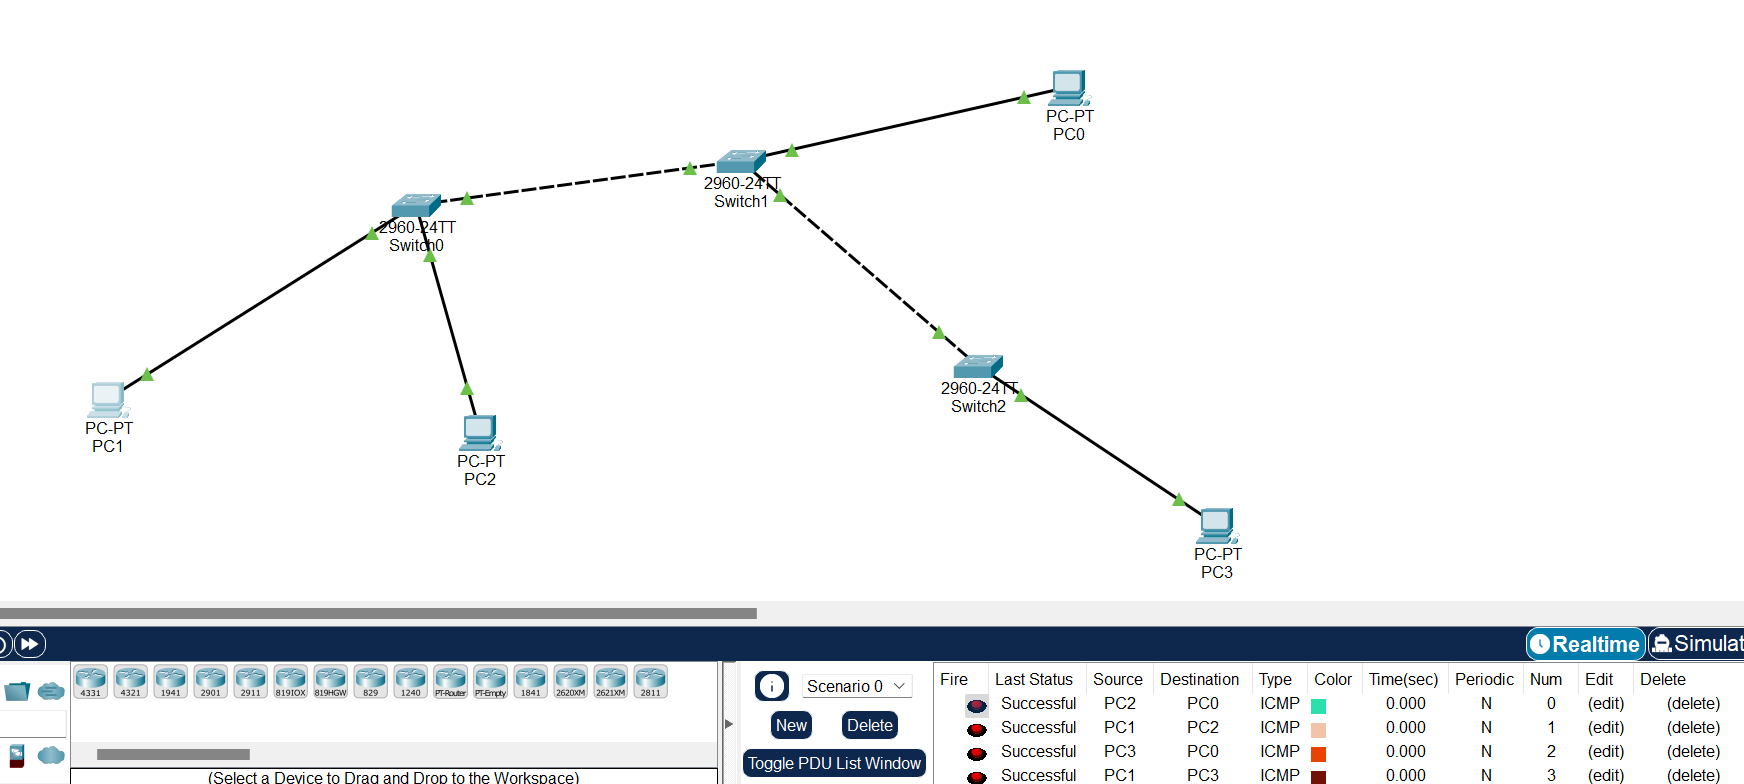 PC-PT
PC0
2960-24TT
Switch1
2960-24TT
Switch0
2960-24TT
Switch2
PC-PT
PC1
PC-PT
PC2
PC-PT
PC3
Realtime
Simulat
4331
4321
1941
2901
2911
819IOX
819HGW
829
1240
PT-Router
PT-Empty
1841
2620XM
2621XM
2811
(Select a Device to Drag and Drop to the Workspace)
Scenario 0
New
Delete
Toggle PDU List Window
Fire Last Status Source Destination Type Color Time(sec) Periodic Num Edit Delete
Successful PC2 PC0 ICMP 0.000 N 0 (edit) (delete)
Successful PC1 PC2 ICMP 0.000 N 1 (edit) (delete)
Successful PC3 PC0 ICMP 0.000 N 2 (edit) (delete)
Successful PC1 PC3 ICMP 0.000 N 3 (edit) (delete)